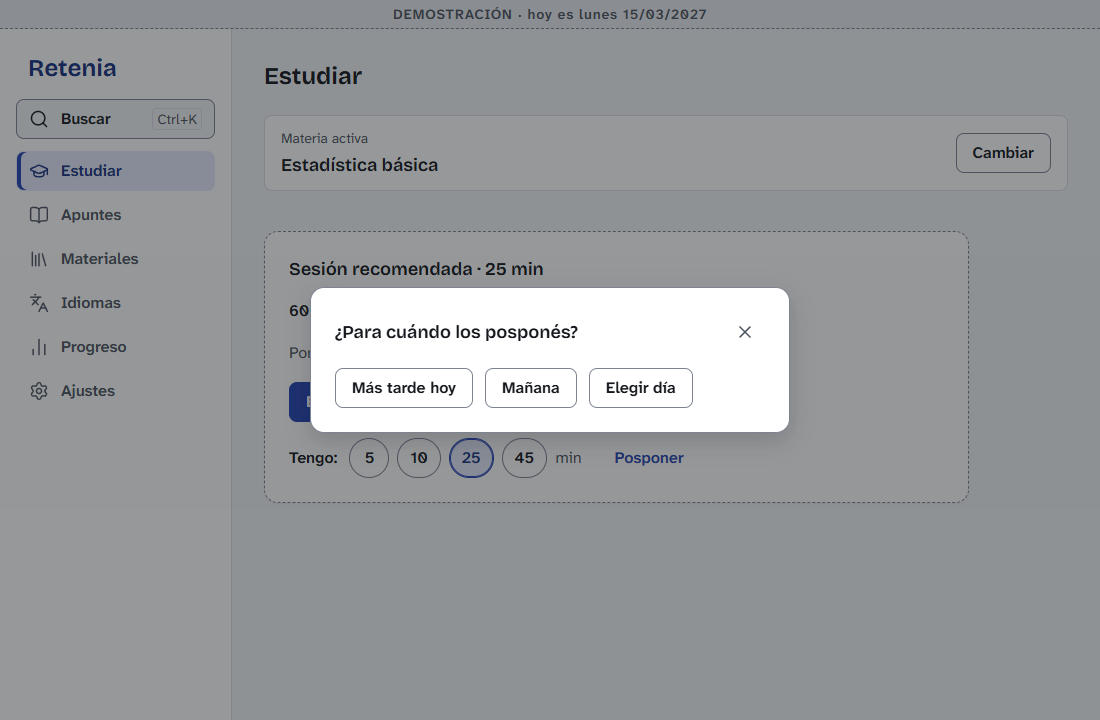 DEMOSTRACIÓN · hoy es lunes 15/03/2027
Retenia
Buscar Ctrl+K
Estudiar
Apuntes
Materiales
Idiomas
Progreso
Ajustes
Estudiar
Materia activa
Estadística básica
Cambiar
Sesión recomendada · 25 min
60
¿Para cuándo los posponés?
Más tarde hoy Mañana Elegir día
Tengo: 5 10 25 45 min Posponer